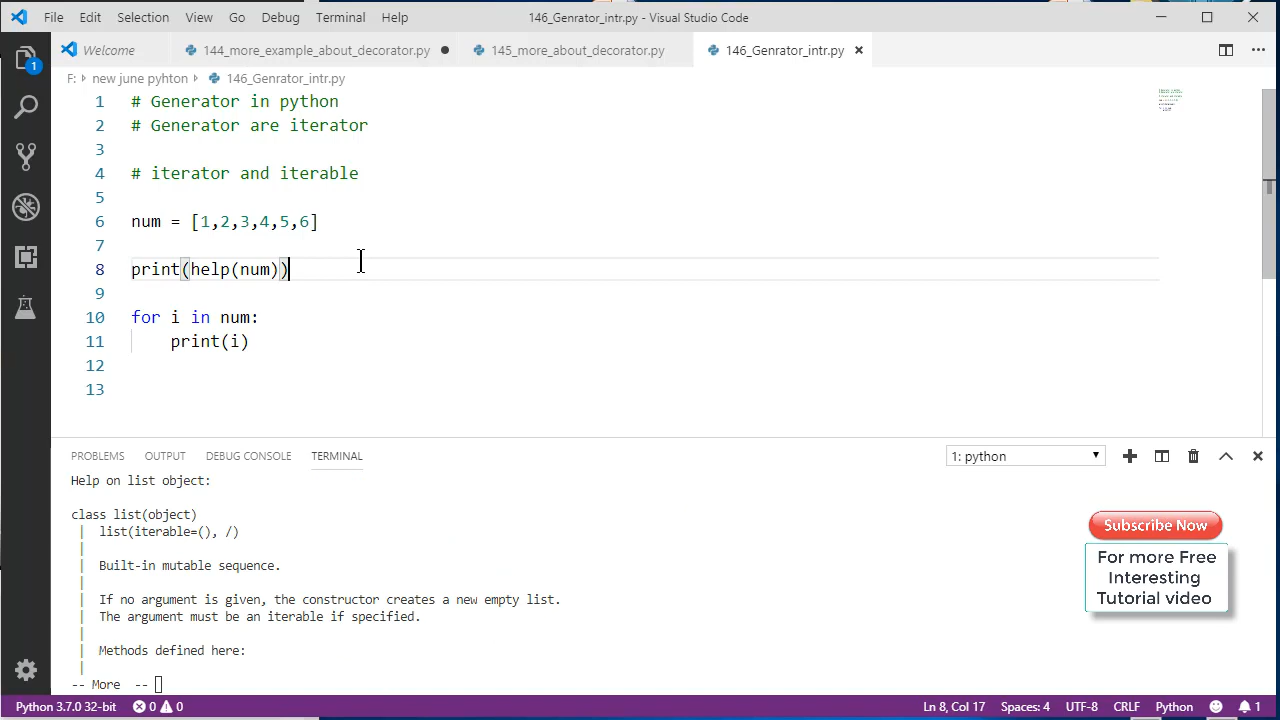 File Edit Selection View Go Debug Terminal Help 146_Genrator_intr.py - Visual Studio Code
Welcome 144_more_example_about_decorator.py 145_more_about_decorator.py 146_Genrator_intr.py
F: new june pyhton 146_Genrator_intr.py
1 # Generator in python
2 # Generator are iterator
3
4 # iterator and iterable
5
6 num = [1,2,3,4,5,6]
7
8 print(help(num))
9
10 for i in num:
11 print(i)
12
13
1
PROBLEMS OUTPUT DEBUG CONSOLE TERMINAL 1: python
Help on list object:
class list(object)
| list(iterable=(), /)
|
| Built-in mutable sequence.
|
| If no argument is given, the constructor creates a new empty list.
| The argument must be an iterable if specified.
|
| Methods defined here:
|
-- More --
Subscribe Now
For more Free
Interesting
Tutorial video
Python 3.7.0 32-bit 0 0 Ln 8, Col 17 Spaces: 4 UTF-8 CRLF Python 1